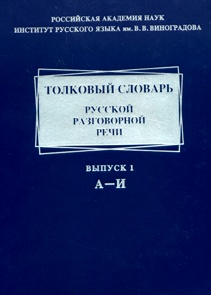 РОССИЙСКАЯ АКАДЕМИЯ НАУК
ИНСТИТУТ РУССКОГО ЯЗЫКА им. В. В. ВИНОГРАДОВА
ТОЛКОВЫЙ СЛОВАРЬ
РУССКОЙ
РАЗГОВОРНОЙ
РЕЧИ
ВЫПУСК 1
А—И